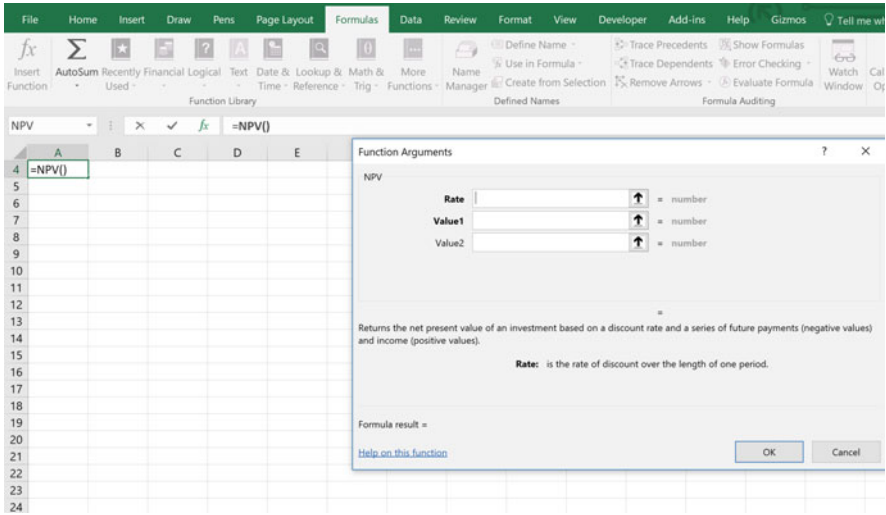 File Home Insert Draw Pens Page Layout Formulas Data Review Format View Developer Add-ins Help Gizmos Tell me wh
fx Σ ? A θ Define Name Trace Precedents Show Formulas
Insert AutoSum Recently Financial Logical Text Date & Lookup & Math & More Name Use in Formula Trace Dependents Error Checking Watch Cal
Function Used Time Reference Trig Functions Manager Create from Selection Remove Arrows Evaluate Formula Window Op
Function Library Defined Names Formula Auditing
NPV fx =NPV()
A B C D E Function Arguments ? ×
4 =NPV()
5 NPV
6 Rate = number
7 Value1 = number
8 Value2 = number
9
10
11
12 =
13 Returns the net present value of an investment based on a discount rate and a series of future payments (negative values)
14 and income (positive values).
15
16 Rate: is the rate of discount over the length of one period.
17
18
19 Formula result =
20
21 Help on this function OK Cancel
22
23
24